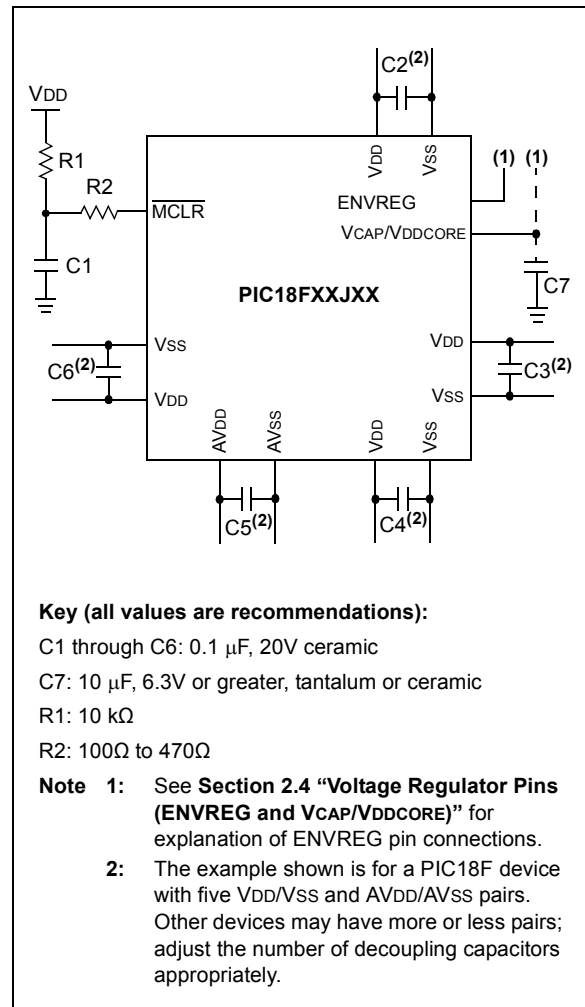 C2(2)
VDD
R1
R2
C1
MCLR
VDD
VSS
ENVREG
VCAP/VDDCORE
(1) (1)
C7
PIC18FXXJXX
VSS
C6(2)
VDD
VDD
C3(2)
VSS
AVDD
AVSS
VDD
VSS
C5(2)
C4(2)
Key (all values are recommendations):
C1 through C6: 0.1 μF, 20V ceramic
C7: 10 μF, 6.3V or greater, tantalum or ceramic
R1: 10 kΩ
R2: 100Ω to 470Ω
Note 1: See Section 2.4 “Voltage Regulator Pins
(ENVREG and VCAP/VDDCORE)” for
explanation of ENVREG pin connections.
2: The example shown is for a PIC18F device
with five VDD/VSS and AVDD/AVSS pairs.
Other devices may have more or less pairs;
adjust the number of decoupling capacitors
appropriately.